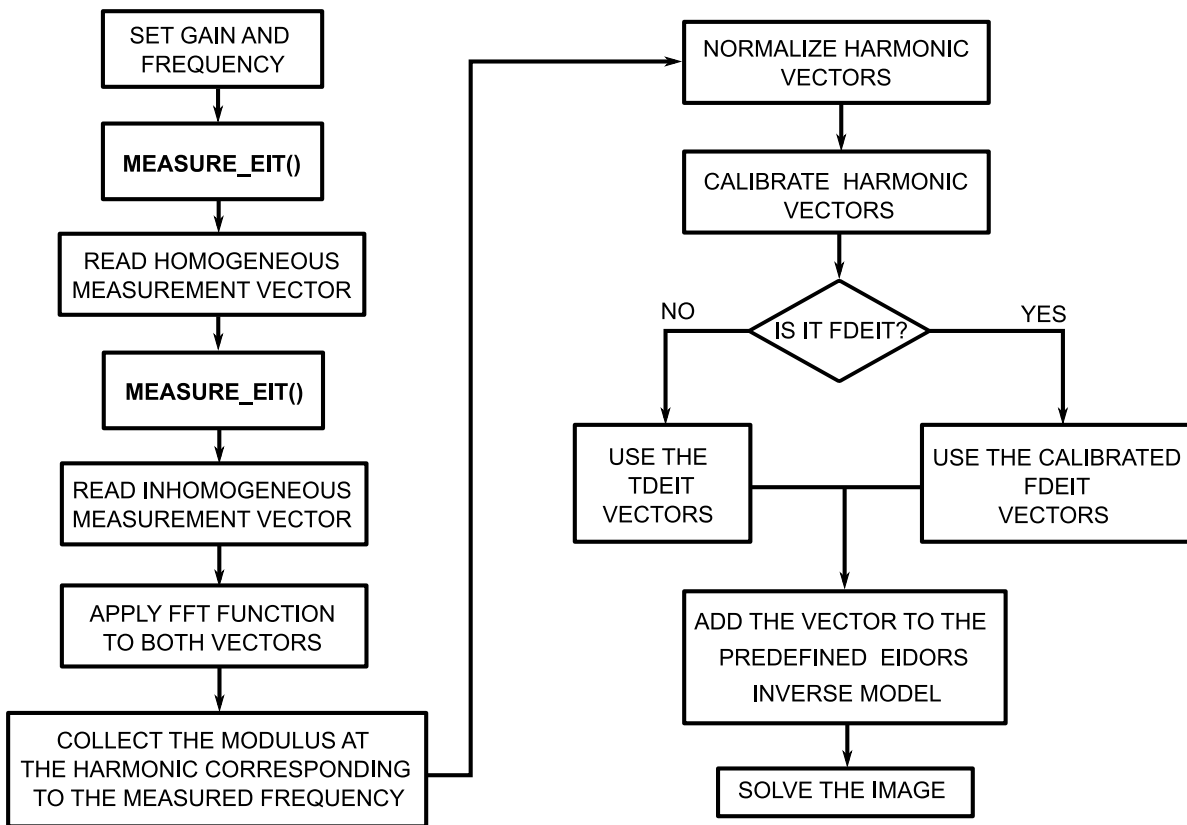 SET GAIN AND
FREQUENCY
MEASURE_EIT()
READ HOMOGENEOUS
MEASUREMENT VECTOR
MEASURE_EIT()
READ INHOMOGENEOUS
MEASUREMENT VECTOR
APPLY FFT FUNCTION
TO BOTH VECTORS
COLLECT THE MODULUS AT
THE HARMONIC CORRESPONDING
TO THE MEASURED FREQUENCY
NORMALIZE HARMONIC
VECTORS
CALIBRATE HARMONIC
VECTORS
IS IT FDEIT?
NO
YES
USE THE
TDEIT
VECTORS
USE THE CALIBRATED
FDEIT
VECTORS
ADD THE VECTOR TO THE
PREDEFINED EIDORS
INVERSE MODEL
SOLVE THE IMAGE